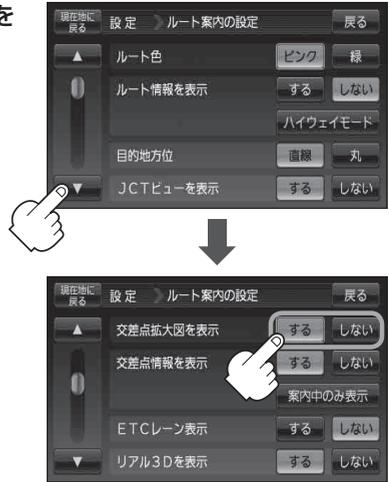 を
現在地に
戻る
設定 ルート案内の設定 戻る
▲ ルート色 ピンク 緑
ルート情報を表示 する しない
ハイウェイモード
目的地方位 直線 丸
▼ JCTビューを表示 する しない
現在地に
戻る
設定 ルート案内の設定 戻る
▲ 交差点拡大図を表示 する しない
交差点情報を表示 する しない
案内中のみ表示
ETCレーン表示 する しない
▼ リアル3Dを表示 する しない